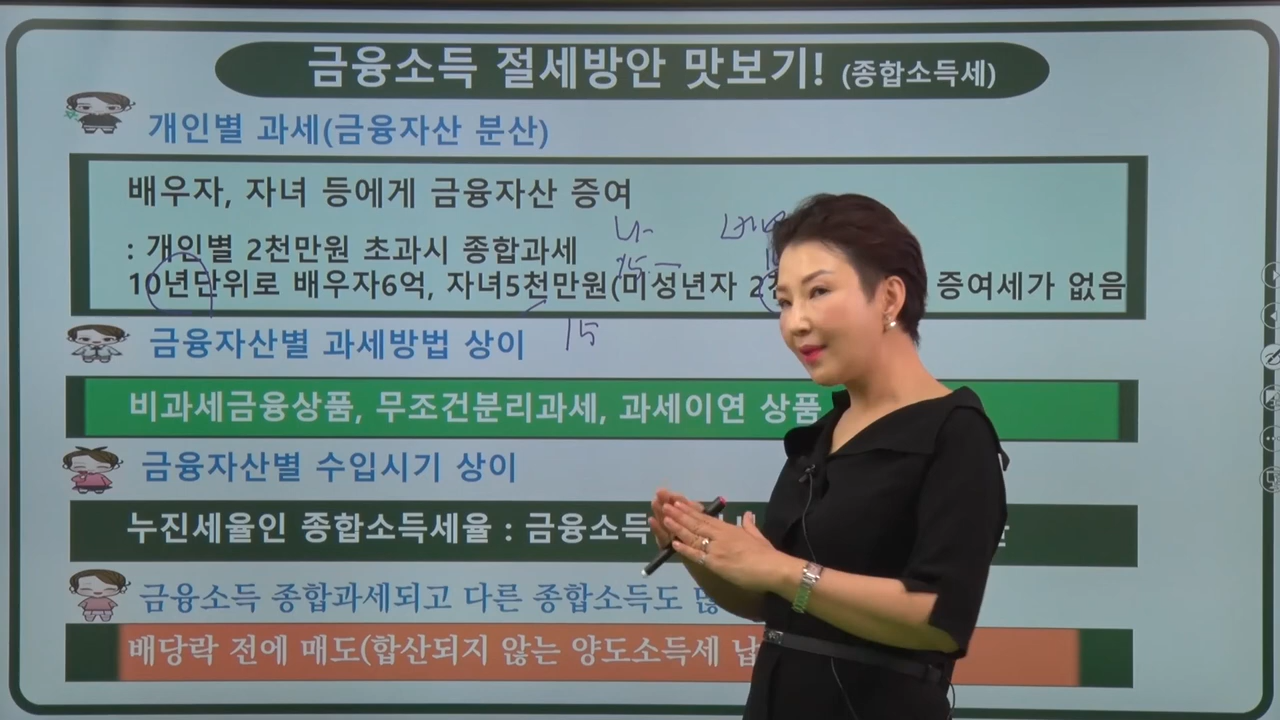 금융소득 절세방안 맛보기! (종합소득세)
개인별 과세(금융자산 분산)
배우자, 자녀 등에게 금융자산 증여
나
: 개인별 2천만원 초과시 종합과세
15
10년단위로 배우자6억, 자녀5천만원(미성년자 증여세가 없음
15
금융자산별 과세방법 상이
비과세금융상품, 무조건분리과세, 과세이연 상품
금융자산별 수입시기 상이
누진세율인 종합소득세율 : 금융소득
금융소득 종합과세되고 다른 종합소득도
배당락 전에 매도(합산되지 않는 양도소득세